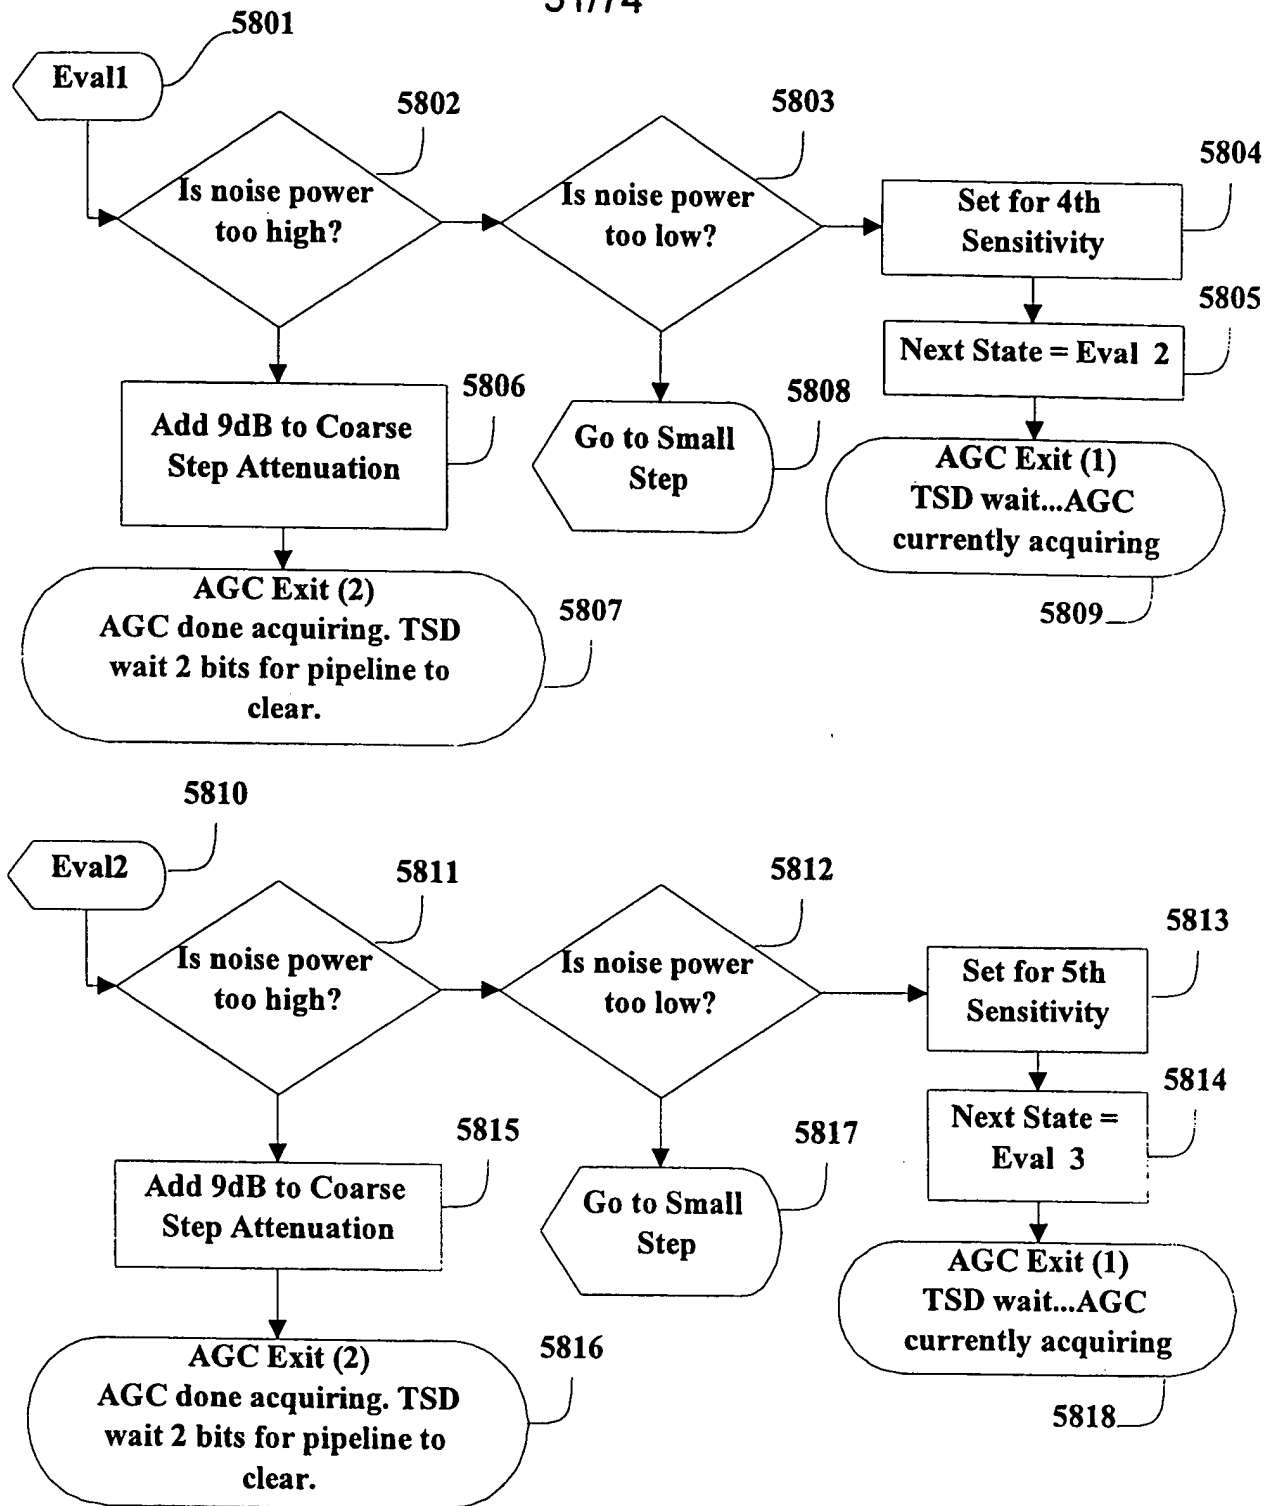 5801
Eval1
5802
Is noise power
too high?
5803
Is noise power
too low?
5804
Set for 4th
Sensitivity
5805
Next State = Eval 2
5806
Add 9dB to Coarse
Step Attenuation
5808
Go to Small
Step
AGC Exit (1)
TSD wait...AGC
currently acquiring
5809
AGC Exit (2)
AGC done acquiring. TSD
wait 2 bits for pipeline to
clear.
5807
5810
Eval2
5811
Is noise power
too high?
5812
Is noise power
too low?
5813
Set for 5th
Sensitivity
5814
Next State =
Eval 3
5815
Add 9dB to Coarse
Step Attenuation
5817
Go to Small
Step
AGC Exit (1)
TSD wait...AGC
currently acquiring
5818
5816
AGC Exit (2)
AGC done acquiring. TSD
wait 2 bits for pipeline to
clear.